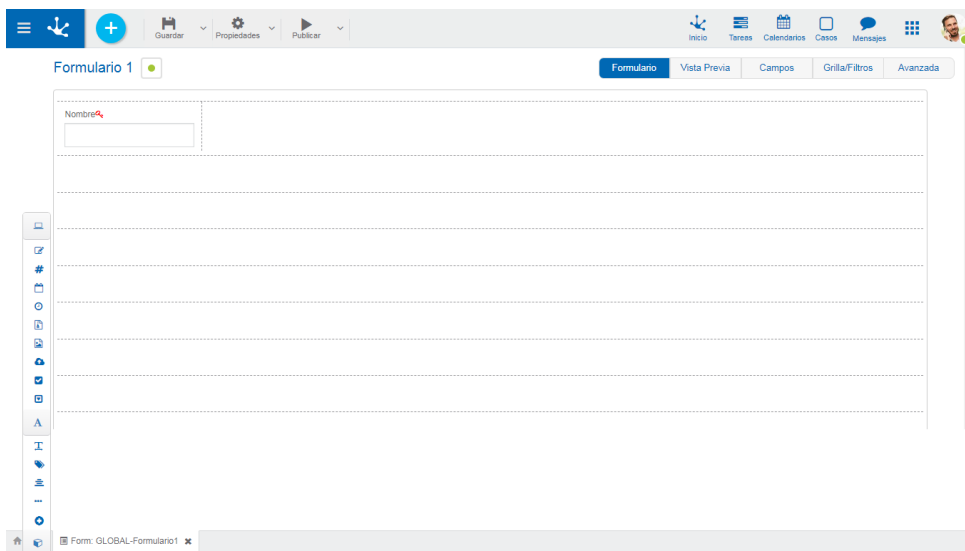 Guardar
Propiedades
Publicar
Inicio
Tareas
Calendarios
Casos
Mensajes
Formulario 1
Formulario
Vista Previa
Campos
Grilla/Filtros
Avanzada
Nombre
#
A
T
Form: GLOBAL-Formulario1